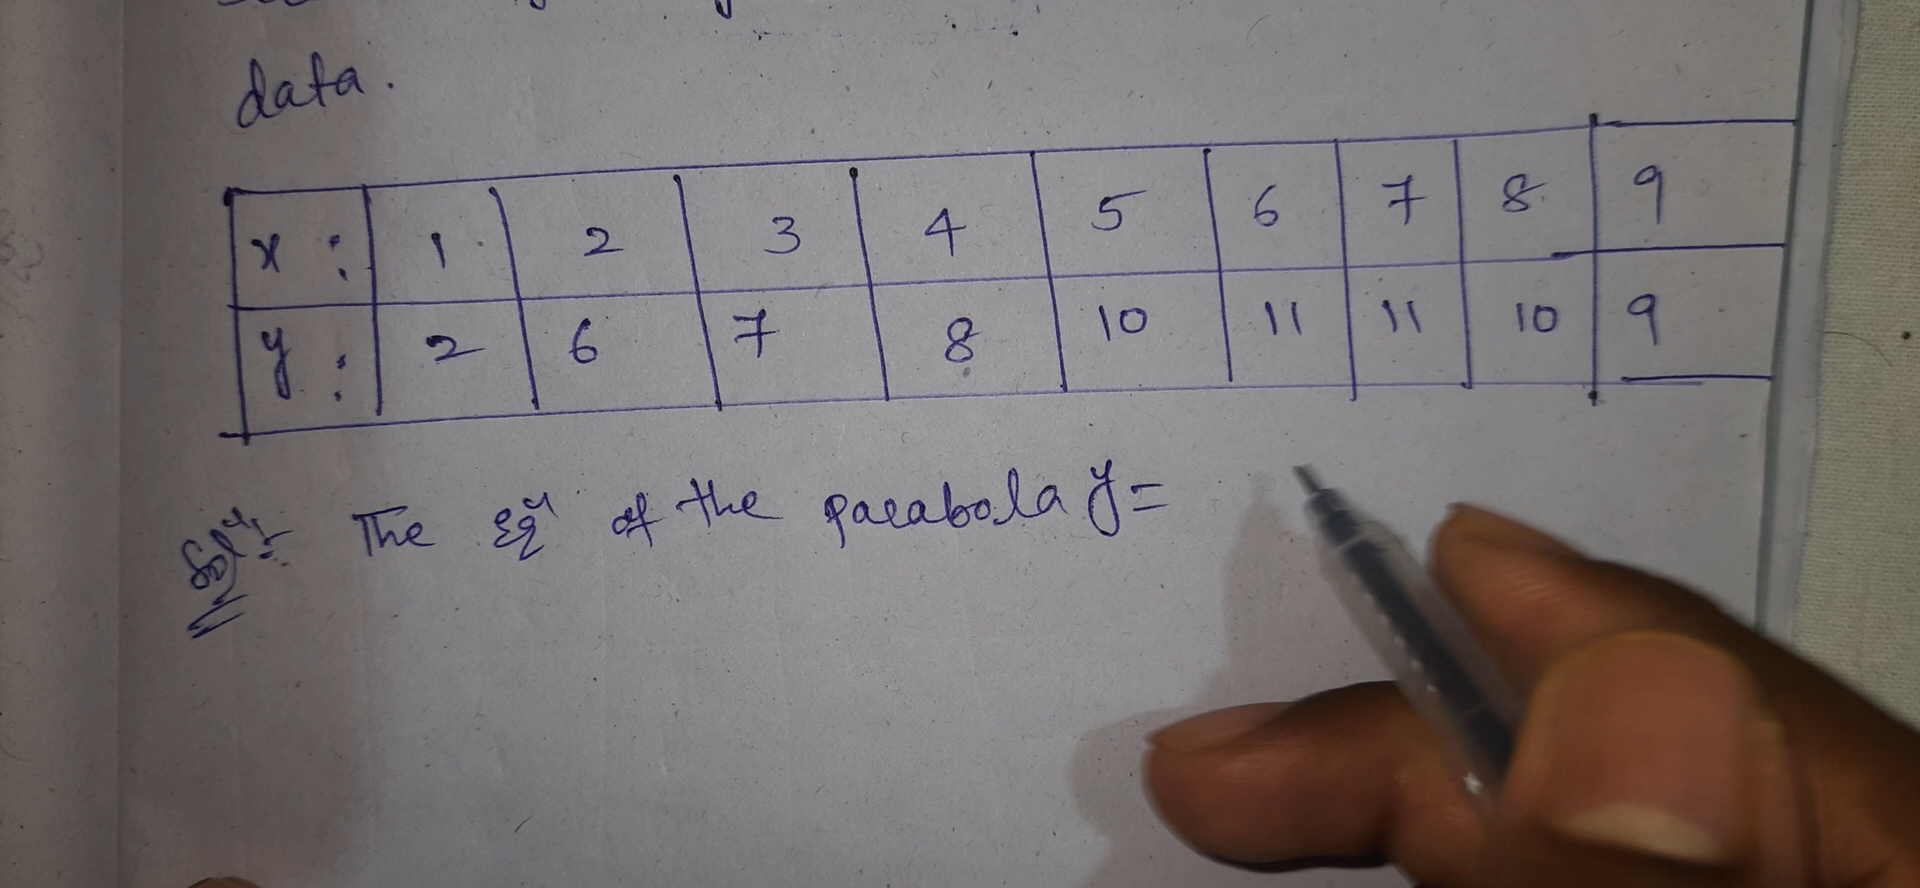 data.
x : 1 2 3 4 5 6 7 8 9
y : 2 6 7 8 10 11 11 10 9
Solⁿ:- The Eqⁿ of the parabola y =